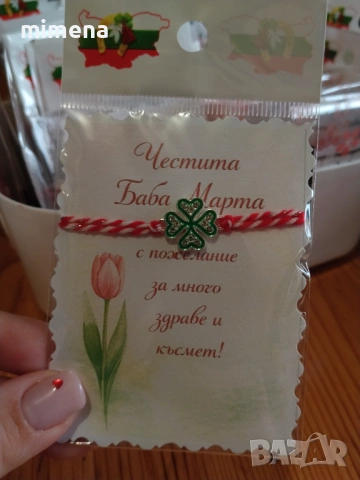 mimena
Честита
Баба Марта
с пожелание
за много
здраве и
късмет!
BAZAR